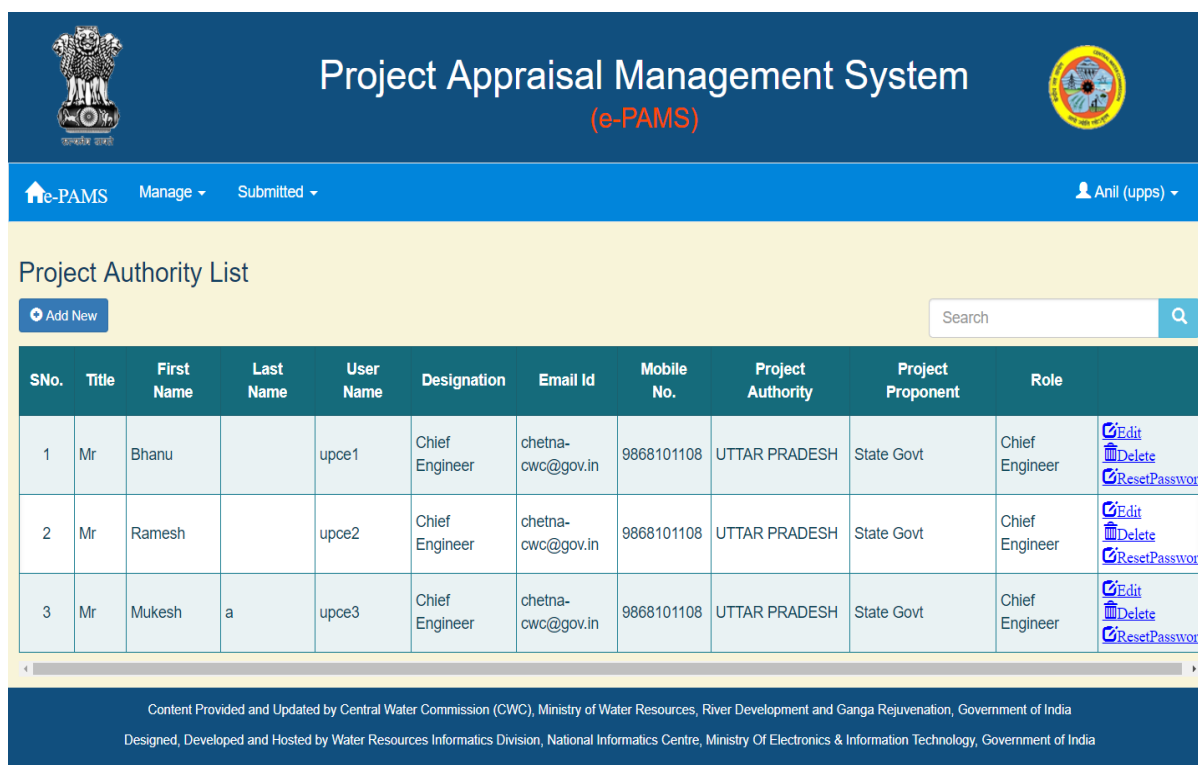 Project Appraisal Management System
(e-PAMS)
सत्यमेव जयते
e-PAMS Manage Submitted Anil (upps)
Project Authority List
Add New Search
SNo. Title First Name Last Name User Name Designation Email Id Mobile No. Project Authority Project Proponent Role
1 Mr Bhanu upce1 Chief Engineer chetna-cwc@gov.in 9868101108 UTTAR PRADESH State Govt Chief Engineer Edit
Delete
ResetPasswor
2 Mr Ramesh upce2 Chief Engineer chetna-cwc@gov.in 9868101108 UTTAR PRADESH State Govt Chief Engineer Edit
Delete
ResetPasswor
3 Mr Mukesh a upce3 Chief Engineer chetna-cwc@gov.in 9868101108 UTTAR PRADESH State Govt Chief Engineer Edit
Delete
ResetPasswor
Content Provided and Updated by Central Water Commission (CWC), Ministry of Water Resources, River Development and Ganga Rejuvenation, Government of India
Designed, Developed and Hosted by Water Resources Informatics Division, National Informatics Centre, Ministry Of Electronics & Information Technology, Government of India